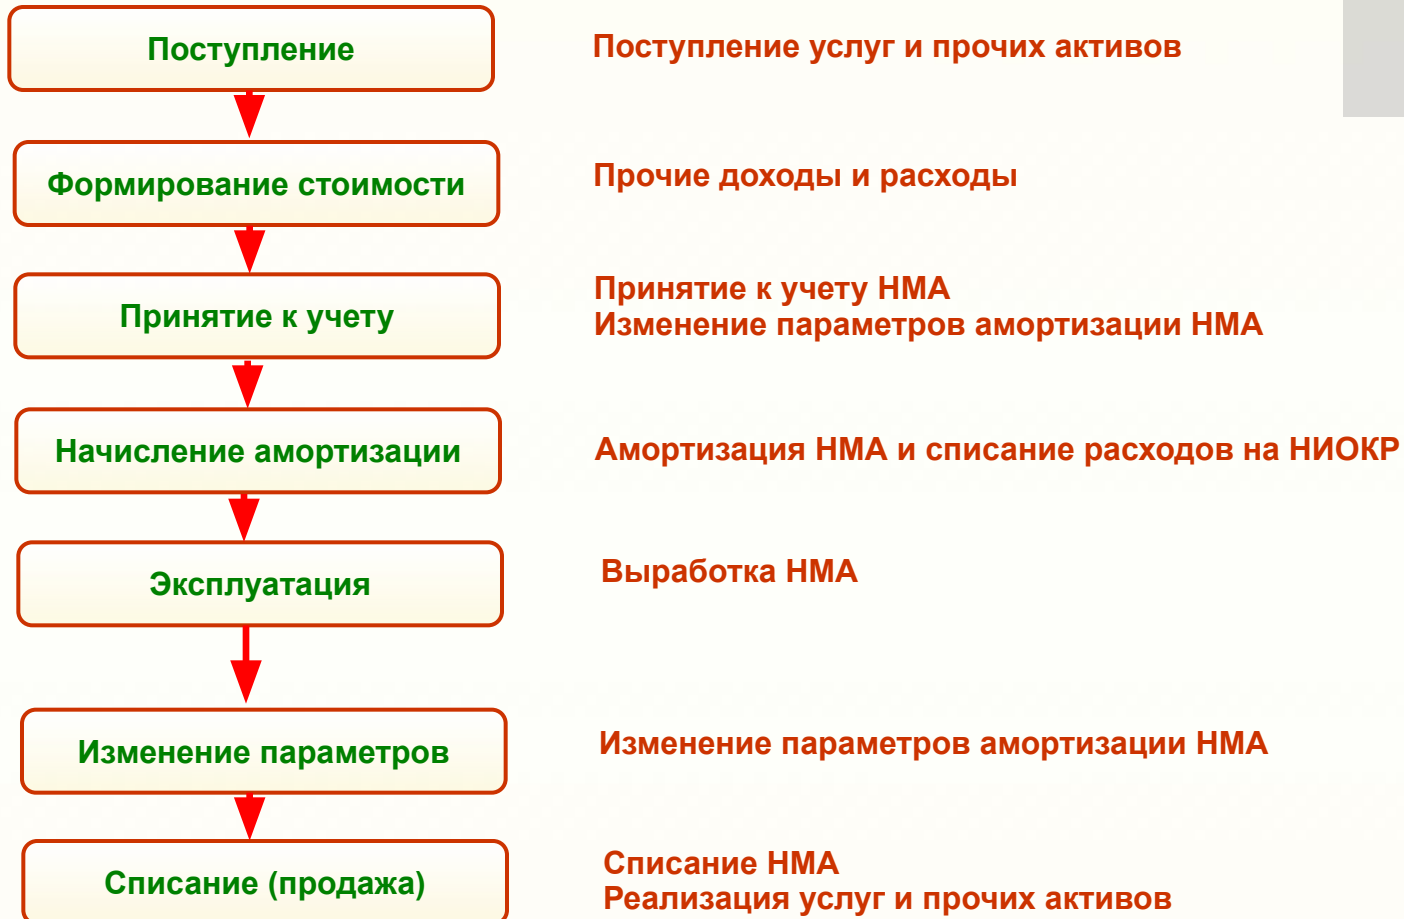 Поступление
Поступление услуг и прочих активов
Формирование стоимости
Прочие доходы и расходы
Принятие к учету
Принятие к учету НМА
Изменение параметров амортизации НМА
Начисление амортизации
Амортизация НМА и списание расходов на НИОКР
Эксплуатация
Выработка НМА
Изменение параметров
Изменение параметров амортизации НМА
Списание (продажа)
Списание НМА
Реализация услуг и прочих активов